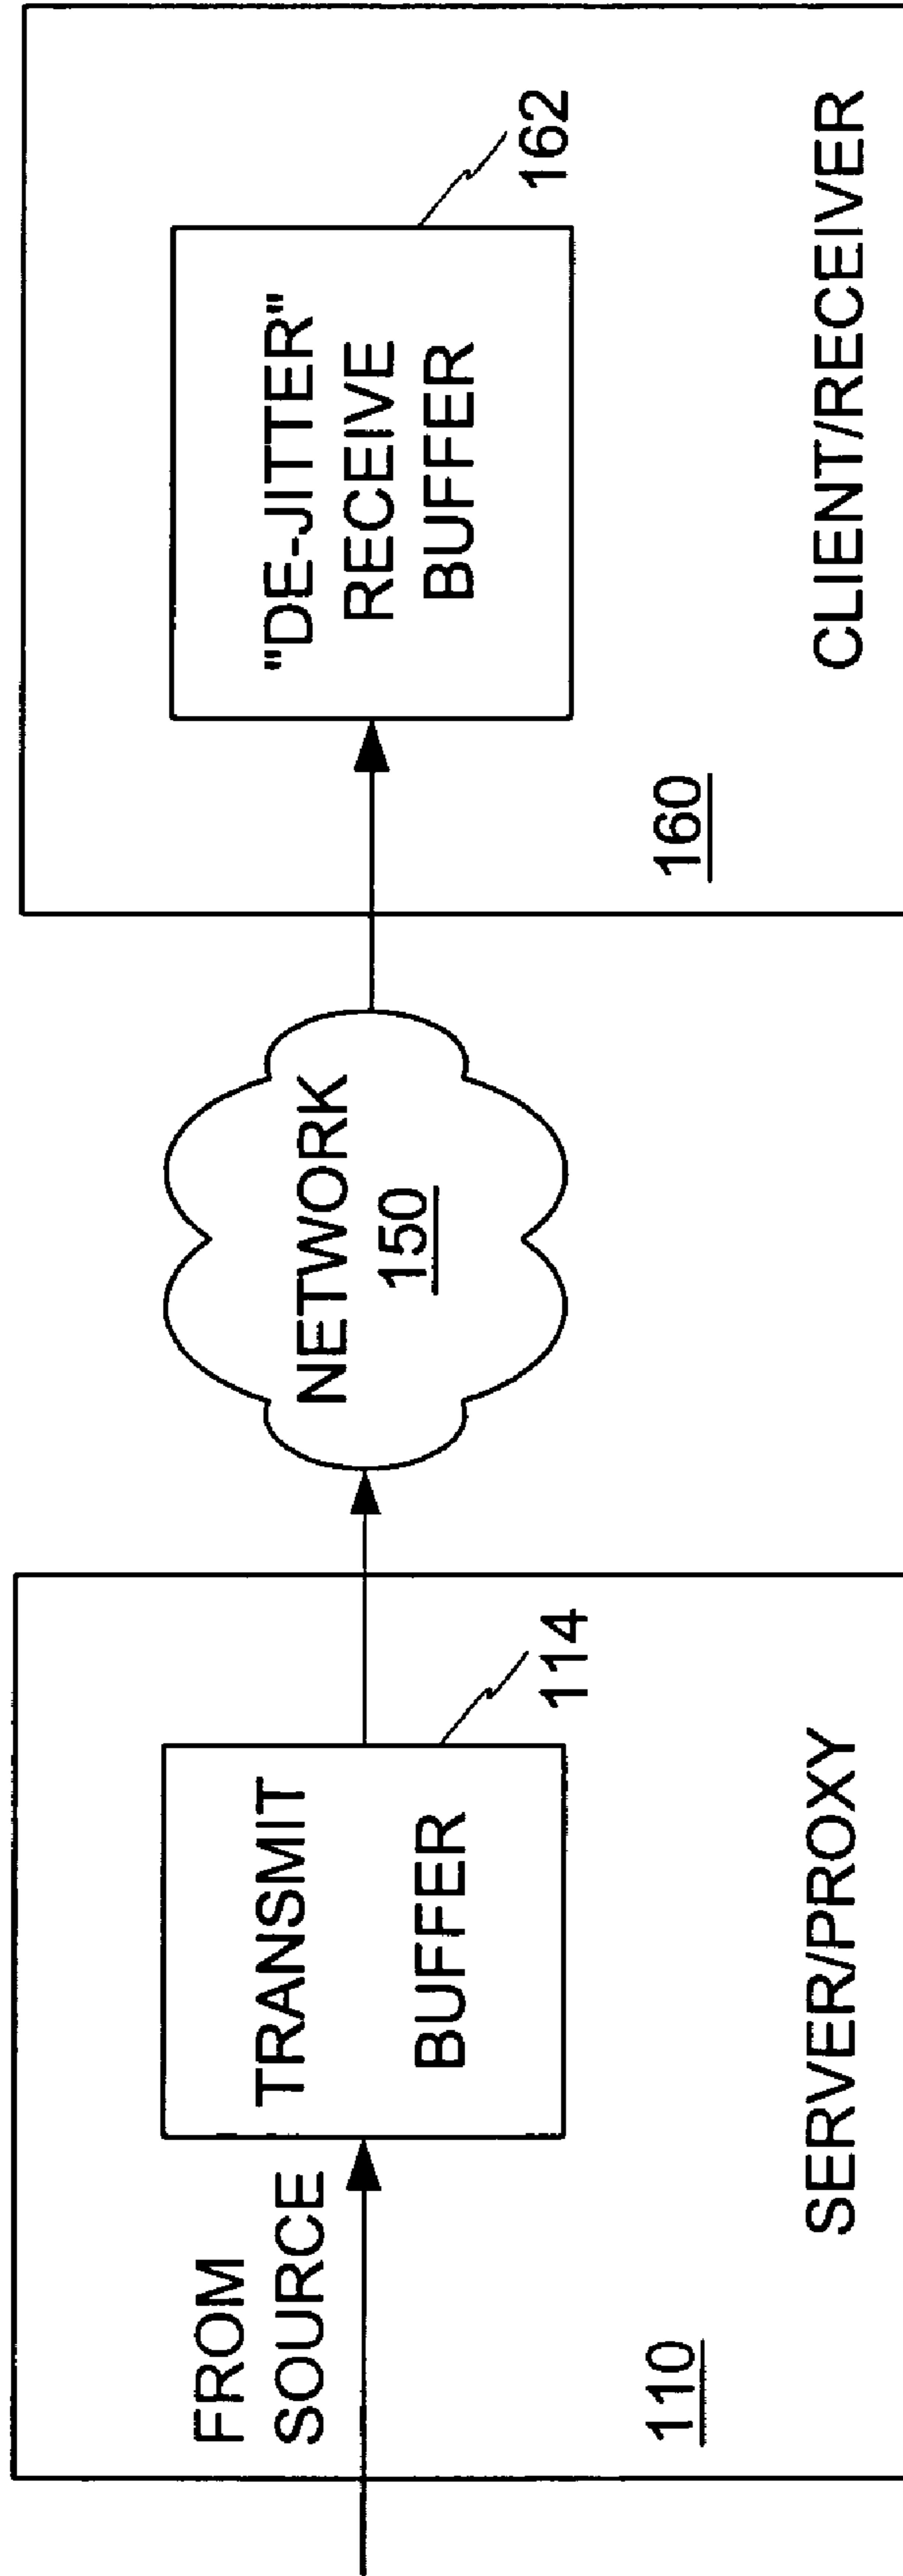 FROM
SOURCE
TRANSMIT
BUFFER
114
110
SERVER/PROXY
NETWORK
150
"DE-JITTER"
RECEIVE
BUFFER
162
160
CLIENT/RECEIVER